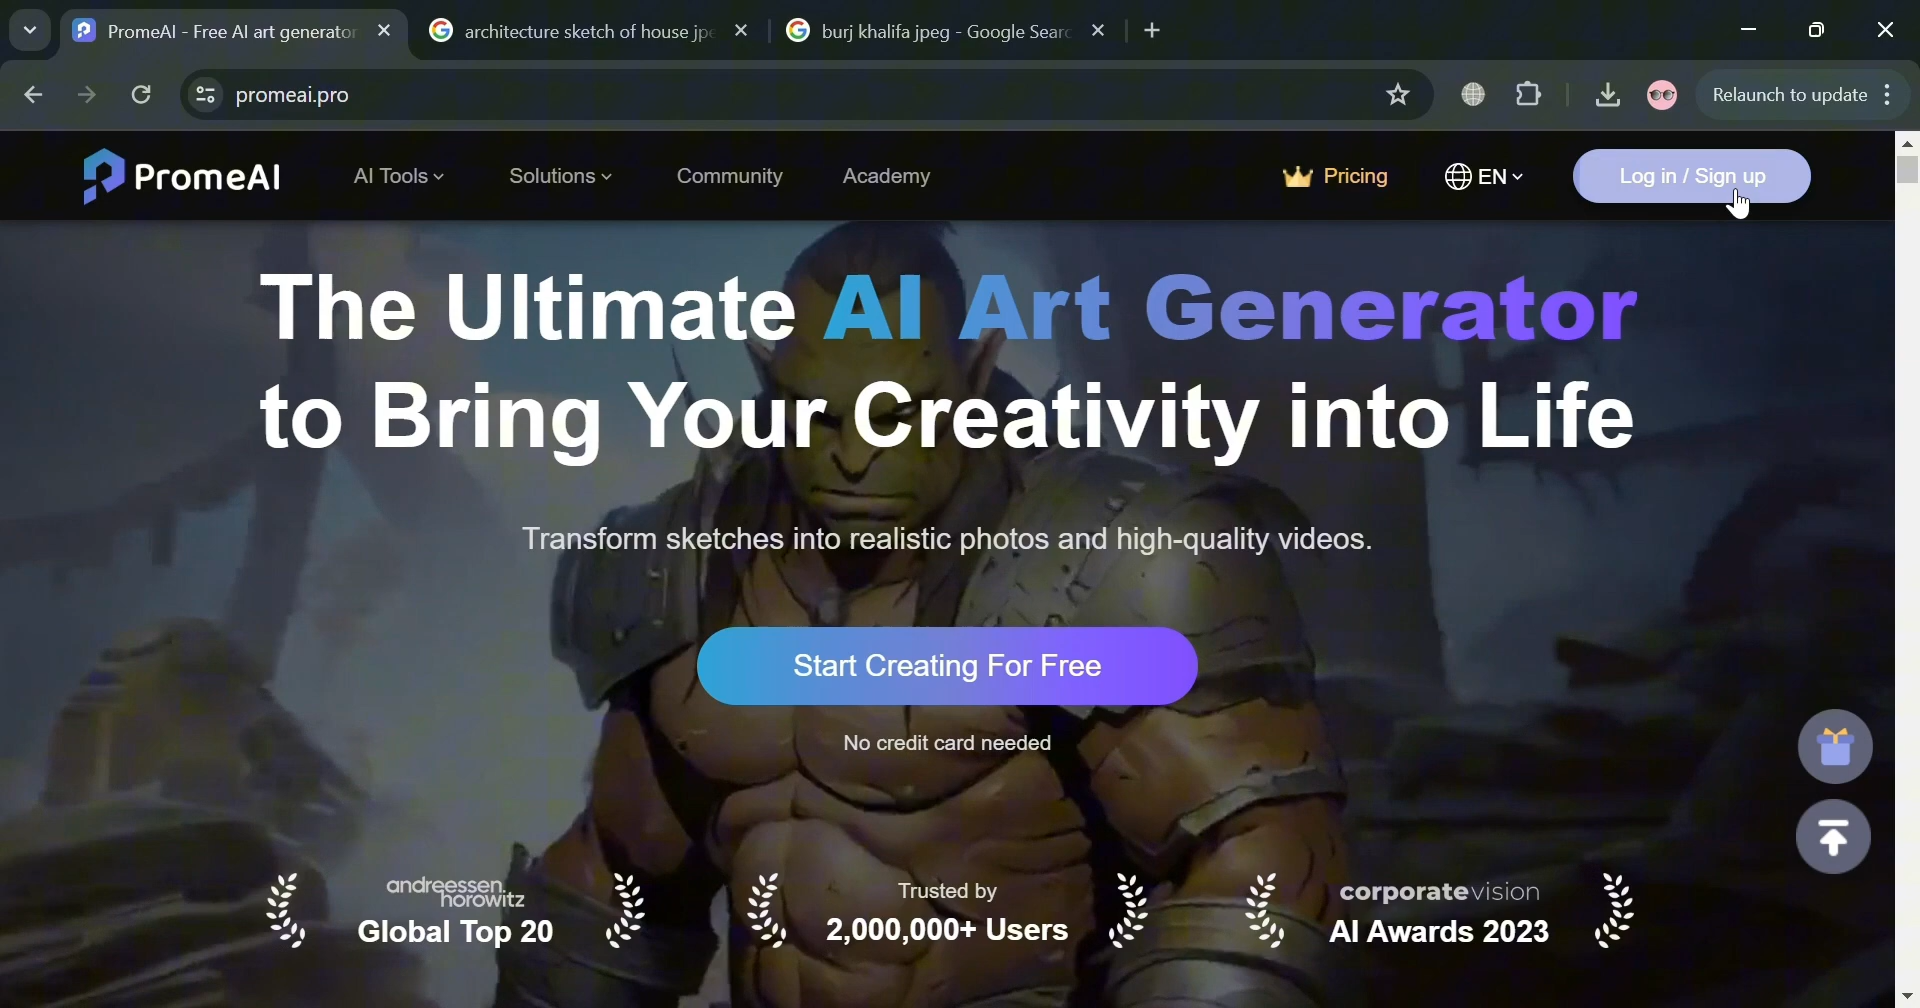 PromeAI - Free AI art generator
architecture sketch of house jpe
burj khalifa jpeg - Google Searc
promeai.pro
Relaunch to update
PromeAI
AI Tools
Solutions
Community
Academy
Pricing
EN
Log in / Sign up
The Ultimate AI Art Generator
to Bring Your Creativity into Life
Transform sketches into realistic photos and high-quality videos.
Start Creating For Free
No credit card needed
andreessen.
horowitz
Global Top 20
Trusted by
2,000,000+ Users
corporatevision
AI Awards 2023